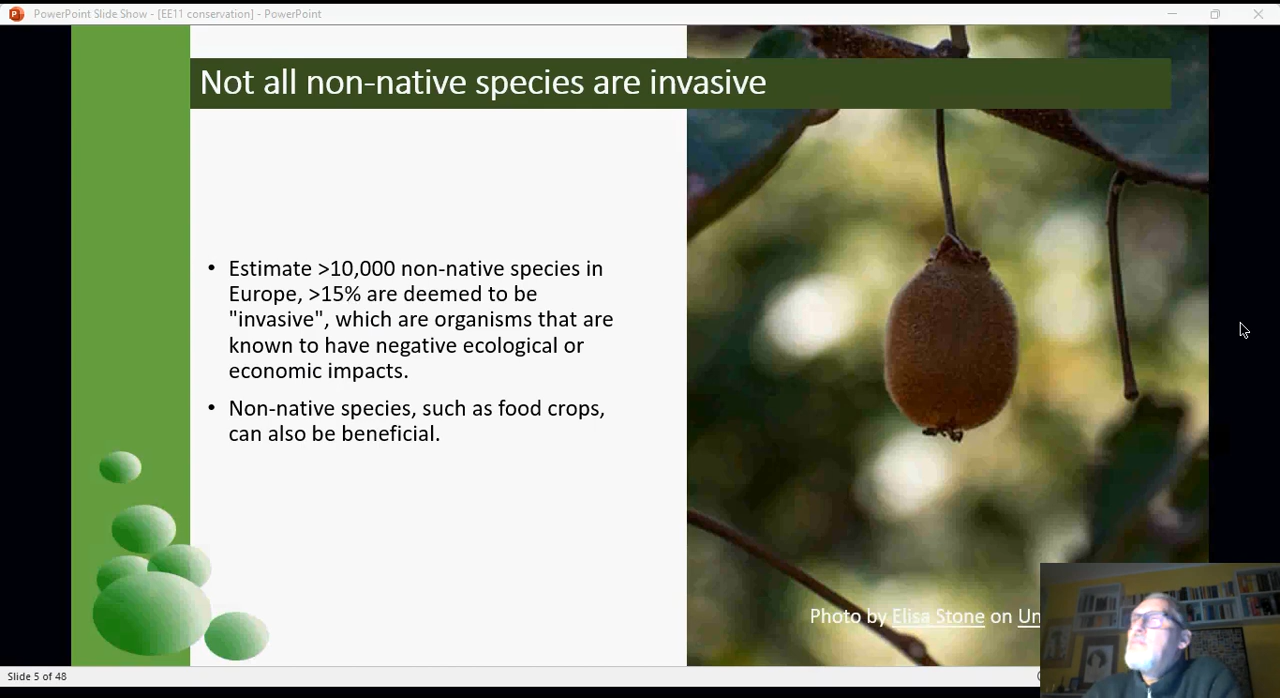 PowerPoint Slide Show - [EE11 conservation] - PowerPoint
Not all non-native species are invasive
• Estimate >10,000 non-native species in
Europe, >15% are deemed to be
"invasive", which are organisms that are
known to have negative ecological or
economic impacts.
• Non-native species, such as food crops,
can also be beneficial.
Photo by Elisa Stone on
Slide 5 of 48